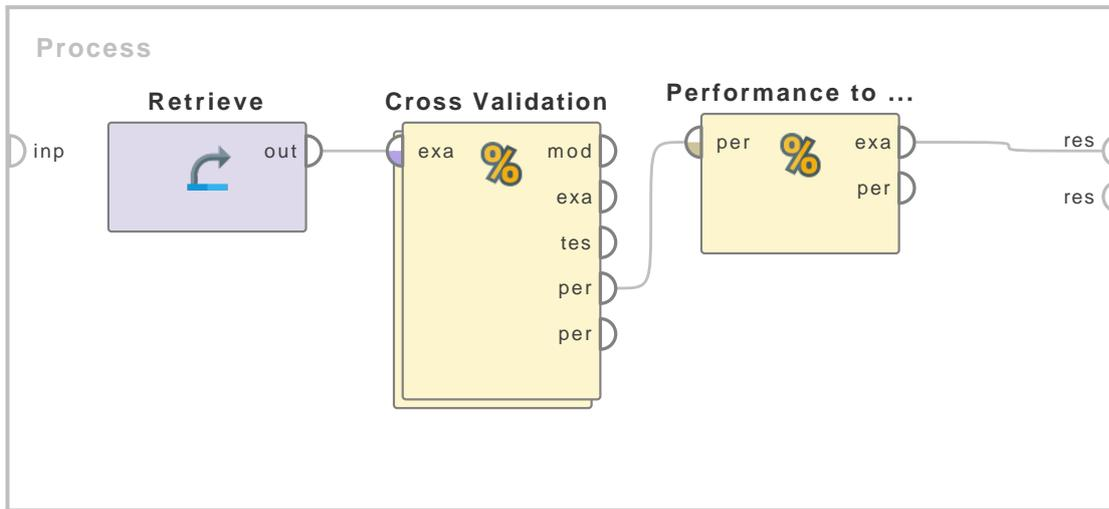 Process
Retrieve
Cross Validation
Performance to ...
inp
out
exa
mod
exa
tes
per
per
per
exa
per
res
res